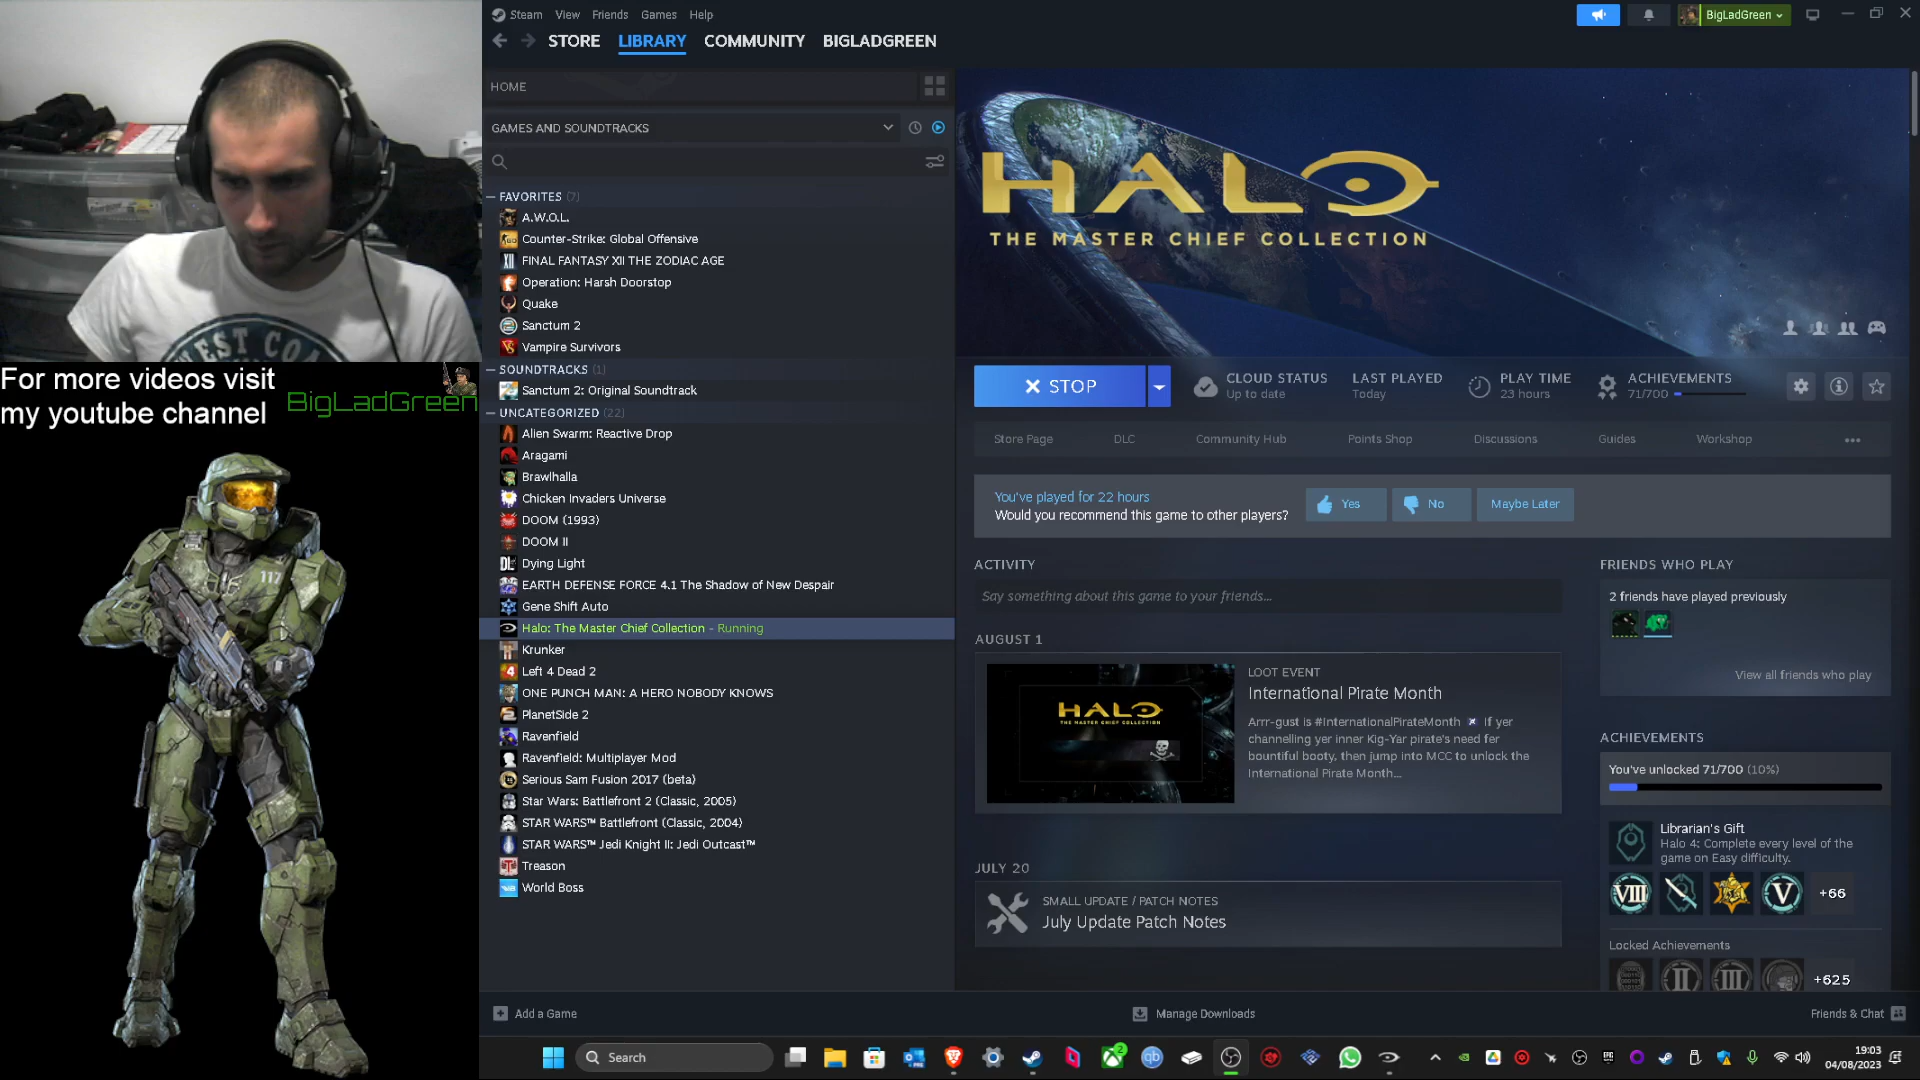 Steam View Friends Games Help
BigLadGreen
STORE LIBRARY COMMUNITY BIGLADGREEN
HOME
GAMES AND SOUNDTRACKS
FAVORITES (7)
A.W.O.L.
Counter-Strike: Global Offensive
FINAL FANTASY XII THE ZODIAC AGE
Operation: Harsh Doorstop
Quake
Sanctum 2
Vampire Survivors
SOUNDTRACKS (1)
Sanctum 2: Original Soundtrack
UNCATEGORIZED (22)
Alien Swarm: Reactive Drop
Aragami
Brawlhalla
Chicken Invaders Universe
DOOM (1993)
DOOM II
Dying Light
EARTH DEFENSE FORCE 4.1 The Shadow of New Despair
Gene Shift Auto
Halo: The Master Chief Collection - Running
Krunker
Left 4 Dead 2
ONE PUNCH MAN: A HERO NOBODY KNOWS
PlanetSide 2
Ravenfield
Ravenfield: Multiplayer Mod
Serious Sam Fusion 2017 (beta)
Star Wars: Battlefront 2 (Classic, 2005)
STAR WARS™ Battlefront (Classic, 2004)
STAR WARS™ Jedi Knight II: Jedi Outcast™
Treason
World Boss
For more videos visit
my youtube channel
BigLadGreen
117
HALO
THE MASTER CHIEF COLLECTION
STOP
CLOUD STATUS
Up to date
LAST PLAYED
Today
PLAY TIME
23 hours
ACHIEVEMENTS
71/700
Store Page DLC Community Hub Points Shop Discussions Guides Workshop
You've played for 22 hours
Would you recommend this game to other players?
Yes No Maybe Later
ACTIVITY
Say something about this game to your friends...
AUGUST 1
HALO
THE MASTER CHIEF COLLECTION
LOOT EVENT
International Pirate Month
Arrr-gust is #InternationalPirateMonth If yer
channelling yer inner Kig-Yar pirate's need fer
bountiful booty, then jump into MCC to unlock the
International Pirate Month...
JULY 20
SMALL UPDATE / PATCH NOTES
July Update Patch Notes
FRIENDS WHO PLAY
2 friends have played previously
View all friends who play
ACHIEVEMENTS
You've unlocked 71/700 (10%)
Librarian's Gift
Halo 4: Complete every level of the
game on Easy difficulty.
VIII V +66
Locked Achievements
II III +625
Add a Game
Manage Downloads
Friends & Chat
Search
19:03
04/08/2023